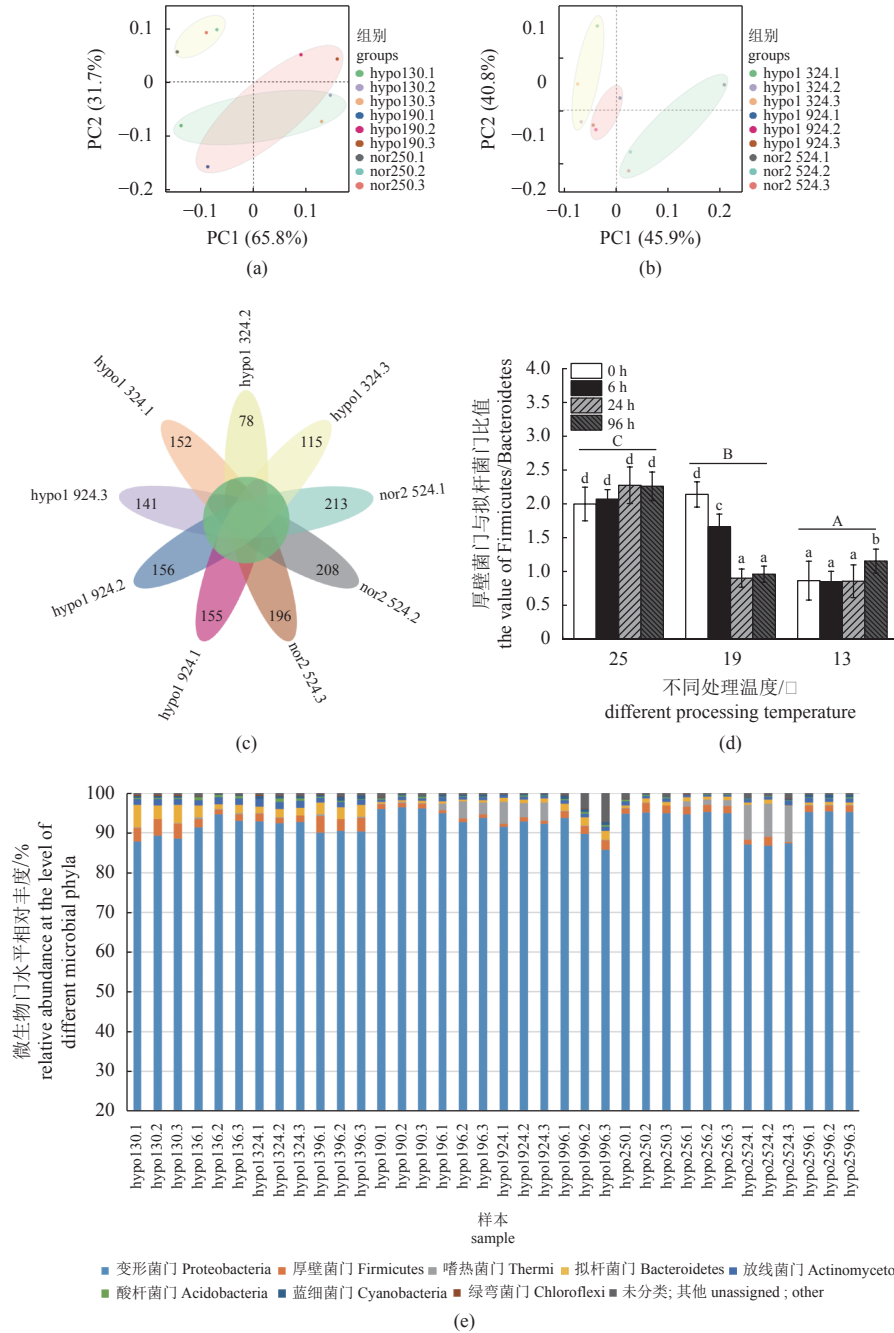 0.1
0
−0.1
−0.2
PC2 (31.7%)
−0.1
0
0.1
PC1 (65.8%)
组别
groups
hypo130.1
hypo130.2
hypo130.3
hypo190.1
hypo190.2
hypo190.3
nor250.1
nor250.2
nor250.3
(a)
0.1
0
−0.1
−0.2
PC2 (40.8%)
−0.1
0
0.1
0.2
PC1 (45.9%)
组别
groups
hypo1 324.1
hypo1 324.2
hypo1 324.3
hypo1 924.1
hypo1 924.2
hypo1 924.3
nor2 524.1
nor2 524.2
nor2 524.3
(b)
hypo1 324.2
78
hypo1 324.3
115
nor2 524.1
213
nor2 524.2
208
nor2 524.3
196
hypo1 924.1
155
hypo1 924.2
156
hypo1 924.3
141
hypo1 324.1
152
(c)
厚壁菌门与拟杆菌门比值
the value of Firmicutes/Bacteroidetes
4.0
3.5
3.0
2.5
2.0
1.5
1.0
0.5
0
0 h
6 h
24 h
96 h
C
d d d d
B
d c a a
A
a a a b
25 19 13
不同处理温度/□
different processing temperature
(d)
微生物门水平相对丰度/%
relative abundance at the level of
different microbial phyla
100
90
80
70
60
50
40
30
20
hypo130.1
hypo130.2
hypo130.3
hypo136.1
hypo136.2
hypo136.3
hypo1324.1
hypo1324.2
hypo1324.3
hypo1396.1
hypo1396.2
hypo1396.3
hypo190.1
hypo190.2
hypo190.3
hypo196.1
hypo196.2
hypo196.3
hypo1924.1
hypo1924.2
hypo1924.3
hypo1996.1
hypo1996.2
hypo1996.3
hypo250.1
hypo250.2
hypo250.3
hypo256.1
hypo256.2
hypo256.3
hypo2524.1
hypo2524.2
hypo2524.3
hypo2596.1
hypo2596.2
hypo2596.3
样本
sample
变形菌门 Proteobacteria 厚壁菌门 Firmicutes 嗜热菌门 Thermi 拟杆菌门 Bacteroidetes 放线菌门 Actinomyceto
酸杆菌门 Acidobacteria 蓝细菌门 Cyanobacteria 绿弯菌门 Chloroflexi 未分类; 其他 unassigned ; other
(e)